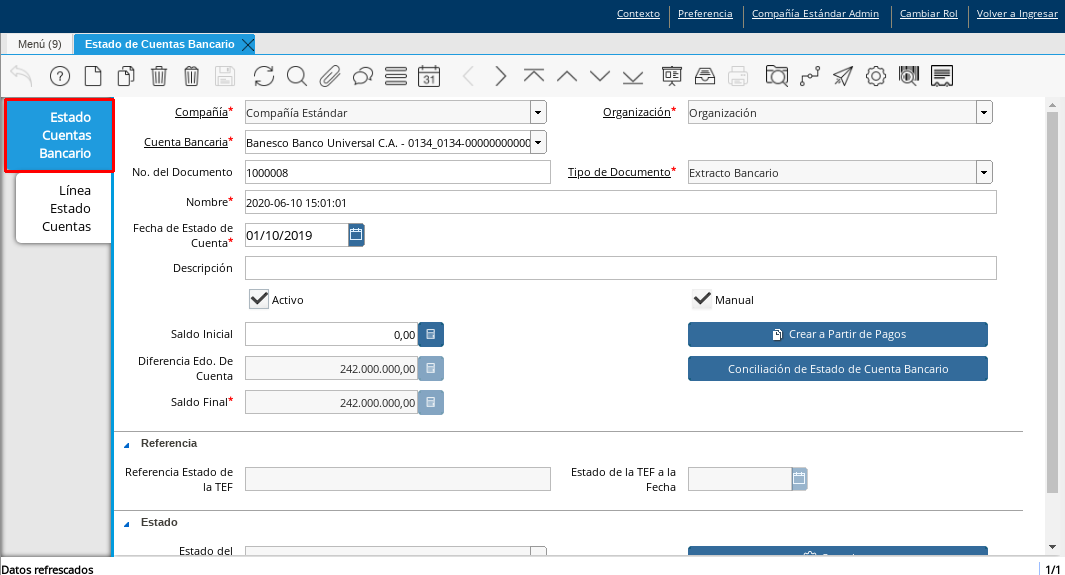 Contexto
Preferencia
Compañía Estándar Admin
Cambiar Rol
Volver a Ingresar
Menú (9)
Estado de Cuentas Bancario
31
Estado
Cuentas
Bancario
Línea
Estado
Cuentas
Compañía*
Compañía Estándar
Organización*
Organización
Cuenta Bancaria*
Banesco Banco Universal C.A. - 0134_0134-00000000000
No. del Documento
1000008
Tipo de Documento*
Extracto Bancario
Nombre*
2020-06-10 15:01:01
Fecha de Estado de
Cuenta*
01/10/2019
Descripción
Activo
Manual
Saldo Inicial
0,00
Crear a Partir de Pagos
Diferencia Edo. De
Cuenta
242.000.000,00
Conciliación de Estado de Cuenta Bancario
Saldo Final*
242.000.000,00
Referencia
Referencia Estado de
la TEF
Estado de la TEF a la
Fecha
Estado
Estado del
Datos refrescados
1/1